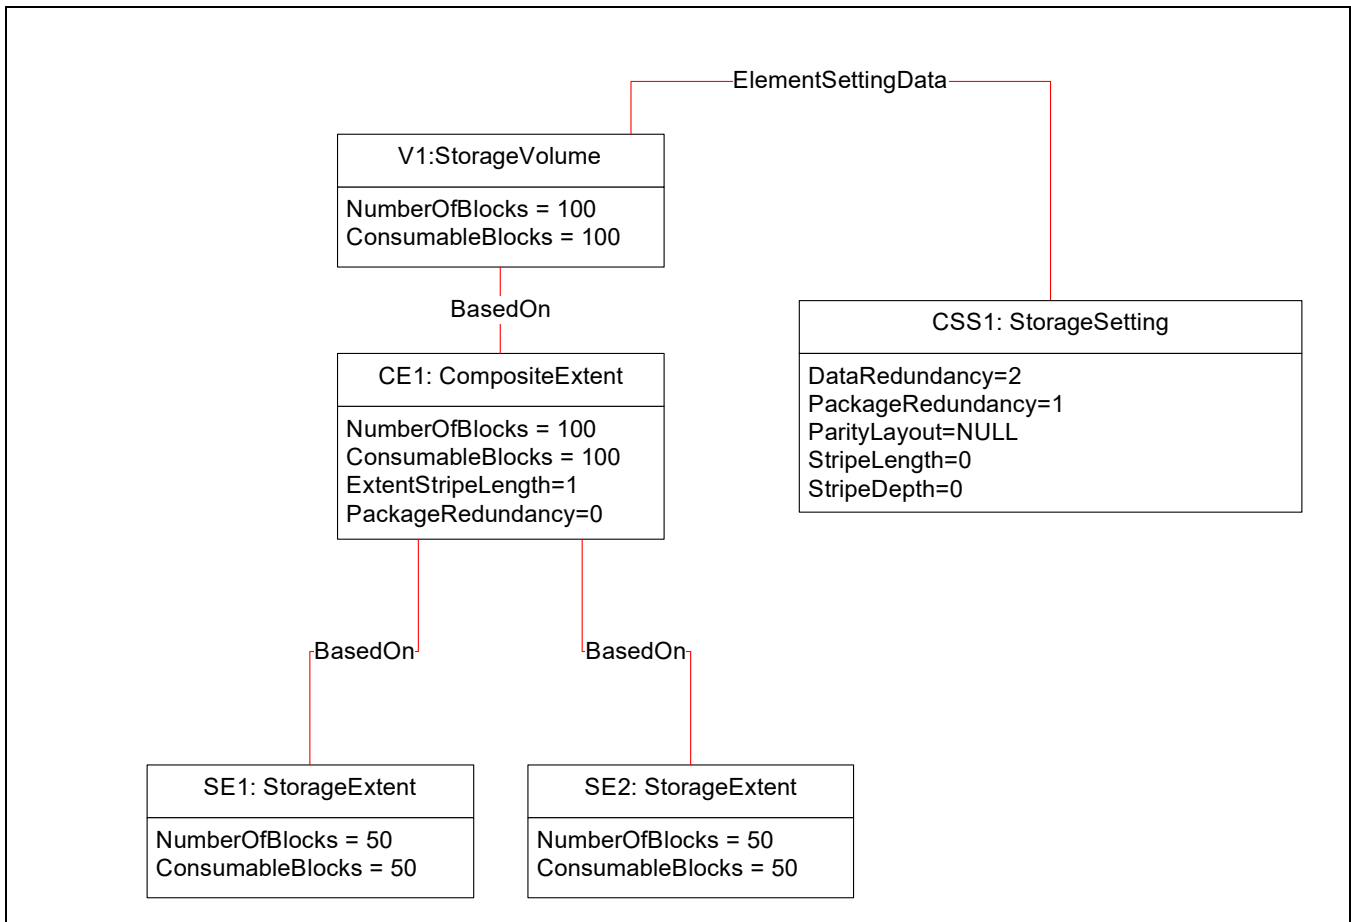 ElementSettingData
V1:StorageVolume
NumberOfBlocks = 100
ConsumableBlocks = 100
BasedOn
CE1: CompositeExtent
NumberOfBlocks = 100
ConsumableBlocks = 100
ExtentStripeLength=1
PackageRedundancy=0
CSS1: StorageSetting
DataRedundancy=2
PackageRedundancy=1
ParityLayout=NULL
StripeLength=0
StripeDepth=0
BasedOn
BasedOn
SE1: StorageExtent
NumberOfBlocks = 50
ConsumableBlocks = 50
SE2: StorageExtent
NumberOfBlocks = 50
ConsumableBlocks = 50